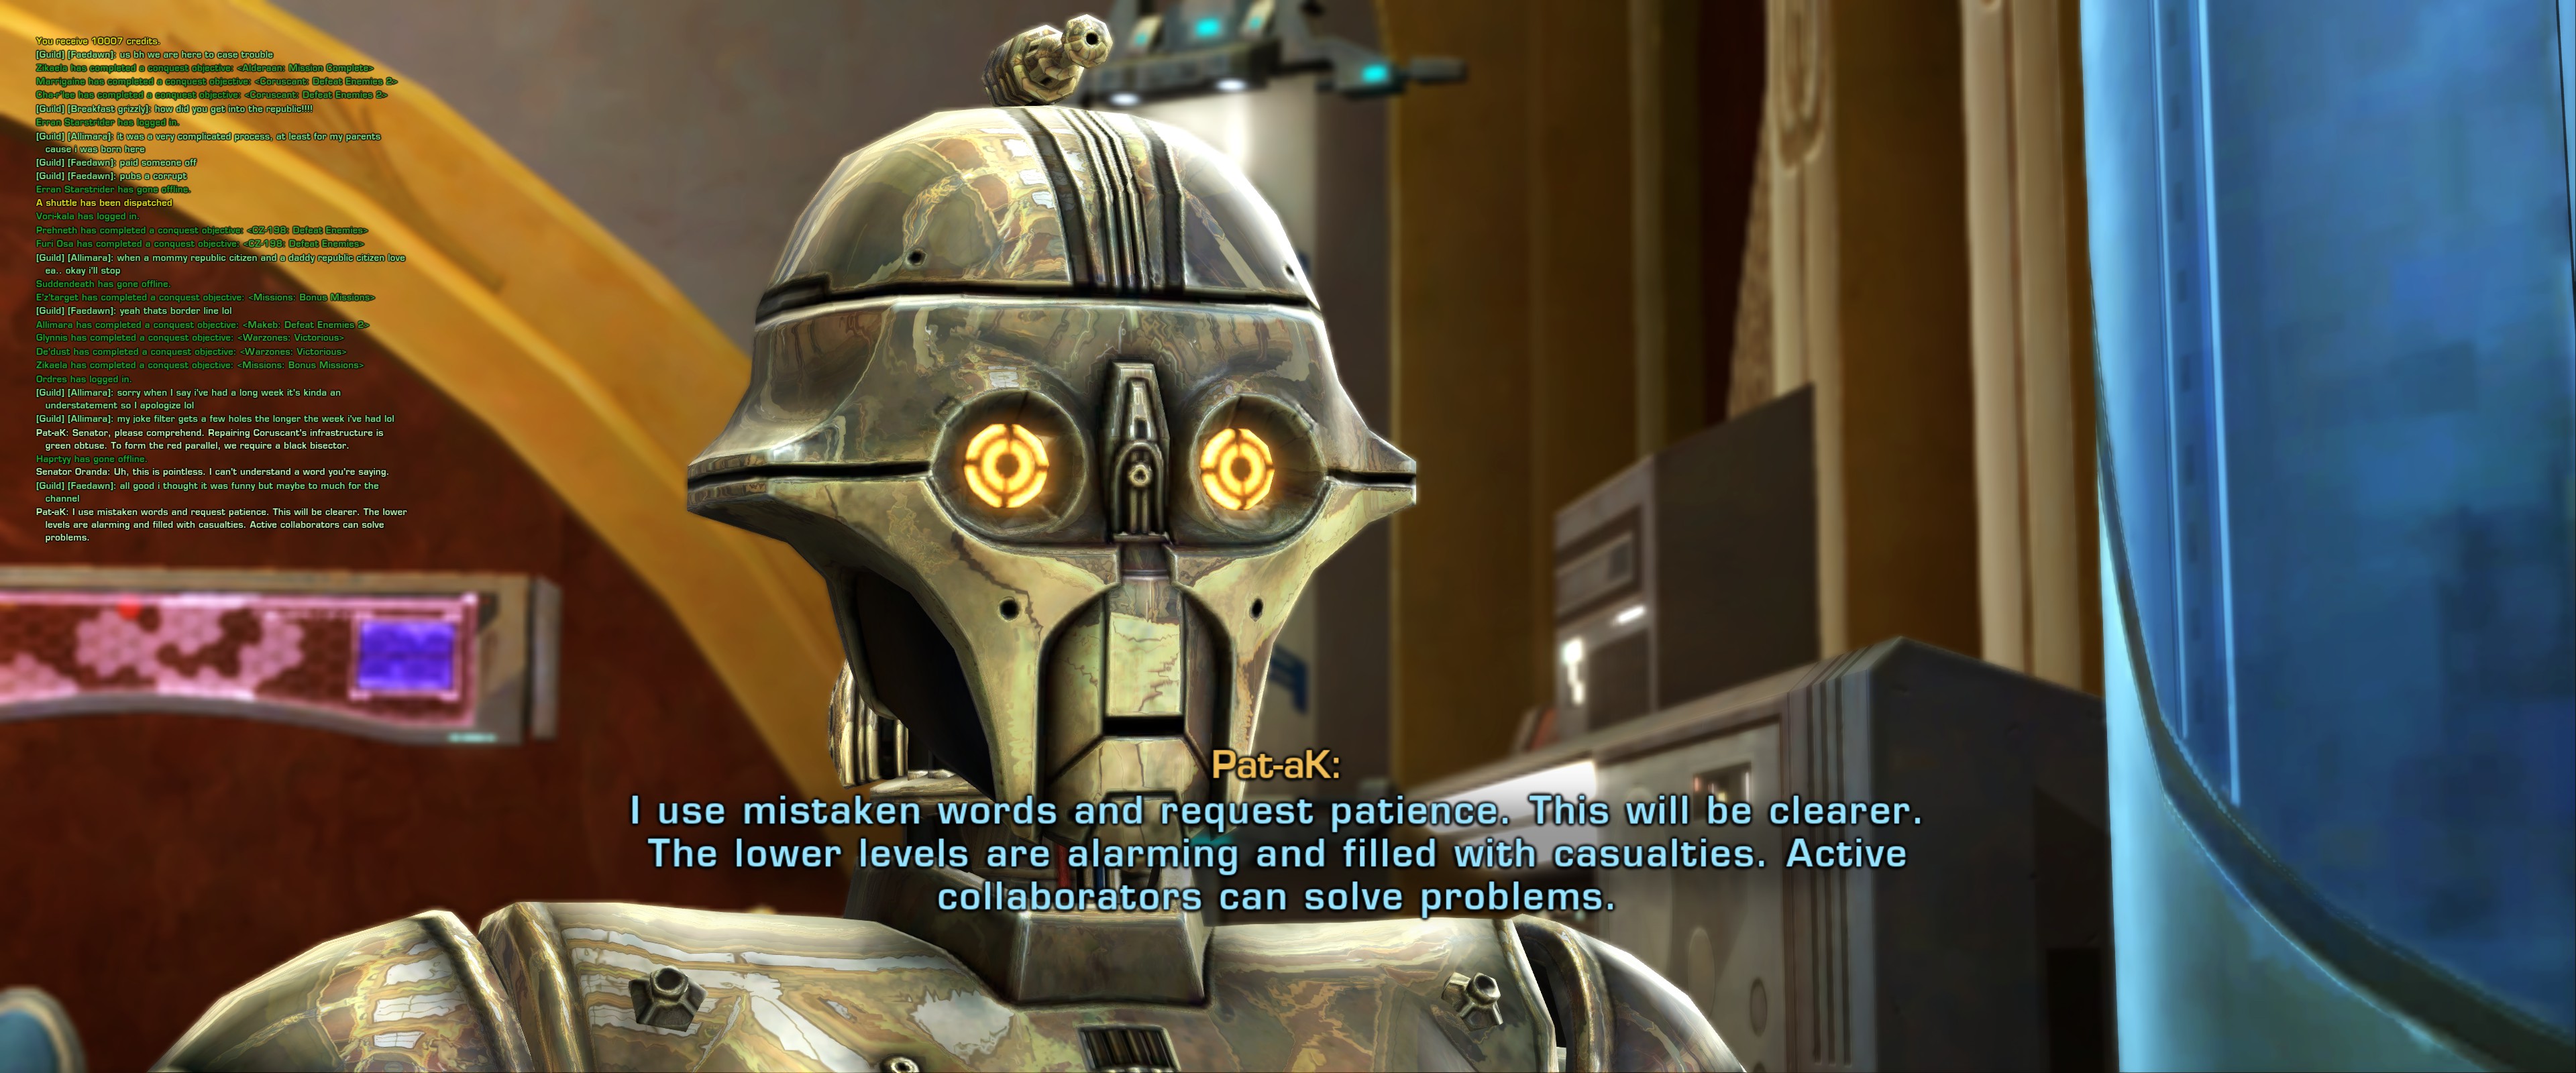 You receive 10007 credits.
[Guild] [Faedawn]: us bh we are here to case trouble
Zikaela has completed a conquest objective: <Alderaan: Mission Complete>
Marrigaine has completed a conquest objective: <Coruscant: Defeat Enemies 2>
Cha-r'lee has completed a conquest objective: <Coruscant: Defeat Enemies 2>
[Guild] [Breakfast grizzly]: how did you get into the republic!!!!
Erran Starstrider has logged in.
[Guild] [Allimara]: it was a very complicated process, at least for my parents
cause i was born here
[Guild] [Faedawn]: paid someone off
[Guild] [Faedawn]: pubs a corrupt
Erran Starstrider has gone offline.
A shuttle has been dispatched
Vori-kala has logged in.
Prehneth has completed a conquest objective: <CZ-198: Defeat Enemies>
Furi Osa has completed a conquest objective: <CZ-198: Defeat Enemies>
[Guild] [Allimara]: when a mommy republic citizen and a daddy republic citizen love
ea.. okay i'll stop
Suddendeath has gone offline.
E'z'target has completed a conquest objective: <Missions: Bonus Missions>
[Guild] [Faedawn]: yeah thats border line lol
Allimara has completed a conquest objective: <Makeb: Defeat Enemies 2>
Glynnis has completed a conquest objective: <Warzones: Victorious>
De'dust has completed a conquest objective: <Warzones: Victorious>
Zikaela has completed a conquest objective: <Missions: Bonus Missions>
Ordres has logged in.
[Guild] [Allimara]: sorry when I say i've had a long week it's kinda an
understatement so I apologize lol
[Guild] [Allimara]: my joke filter gets a few holes the longer the week i've had lol
Pat-aK: Senator, please comprehend. Repairing Coruscant's infrastructure is
green obtuse. To form the red parallel, we require a black bisector.
Haprtyy has gone offline.
Senator Oranda: Uh, this is pointless. I can't understand a word you're saying.
[Guild] [Faedawn]: all good i thought it was funny but maybe to much for the
channel
Pat-aK: I use mistaken words and request patience. This will be clearer. The lower
levels are alarming and filled with casualties. Active collaborators can solve
problems.
Pat-aK:
I use mistaken words and request patience. This will be clearer.
The lower levels are alarming and filled with casualties. Active
collaborators can solve problems.